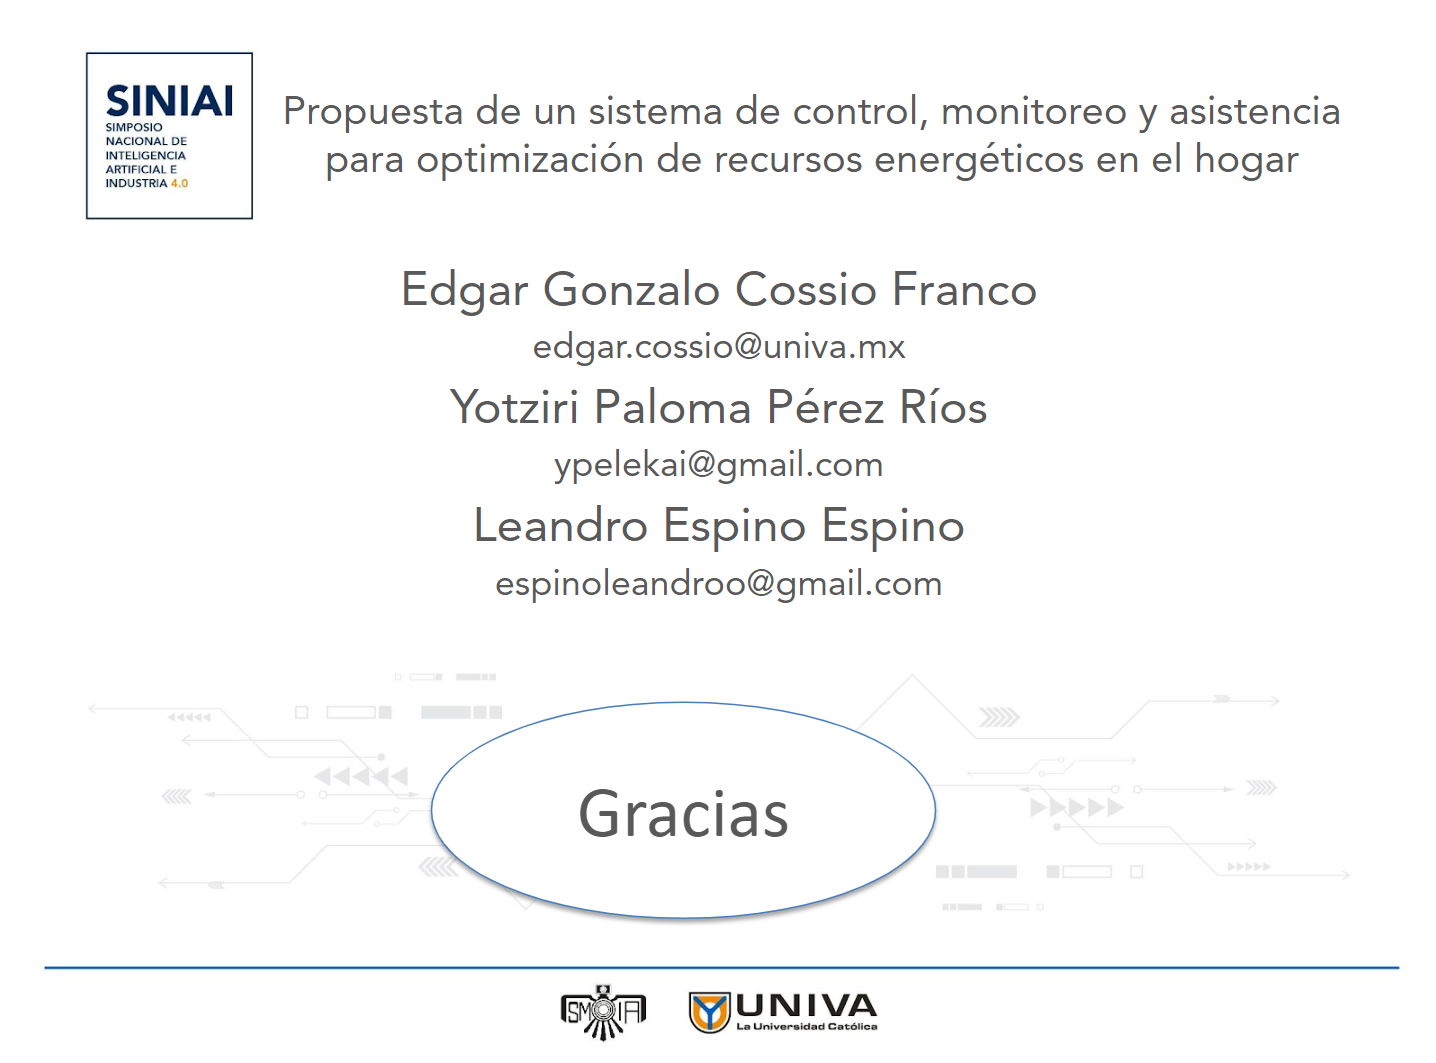 SINIAI
SIMPOSIO
NACIONAL DE
INTELIGENCIA
ARTIFICIAL E
INDUSTRIA 4.0
Propuesta de un sistema de control, monitoreo y asistencia
para optimización de recursos energéticos en el hogar
Edgar Gonzalo Cossio Franco
edgar.cossio@univa.mx
Yotziri Paloma Pérez Ríos
ypelekai@gmail.com
Leandro Espino Espino
espinoleandroo@gmail.com
Gracias
SMIA
UNIVA
La Universidad Católica